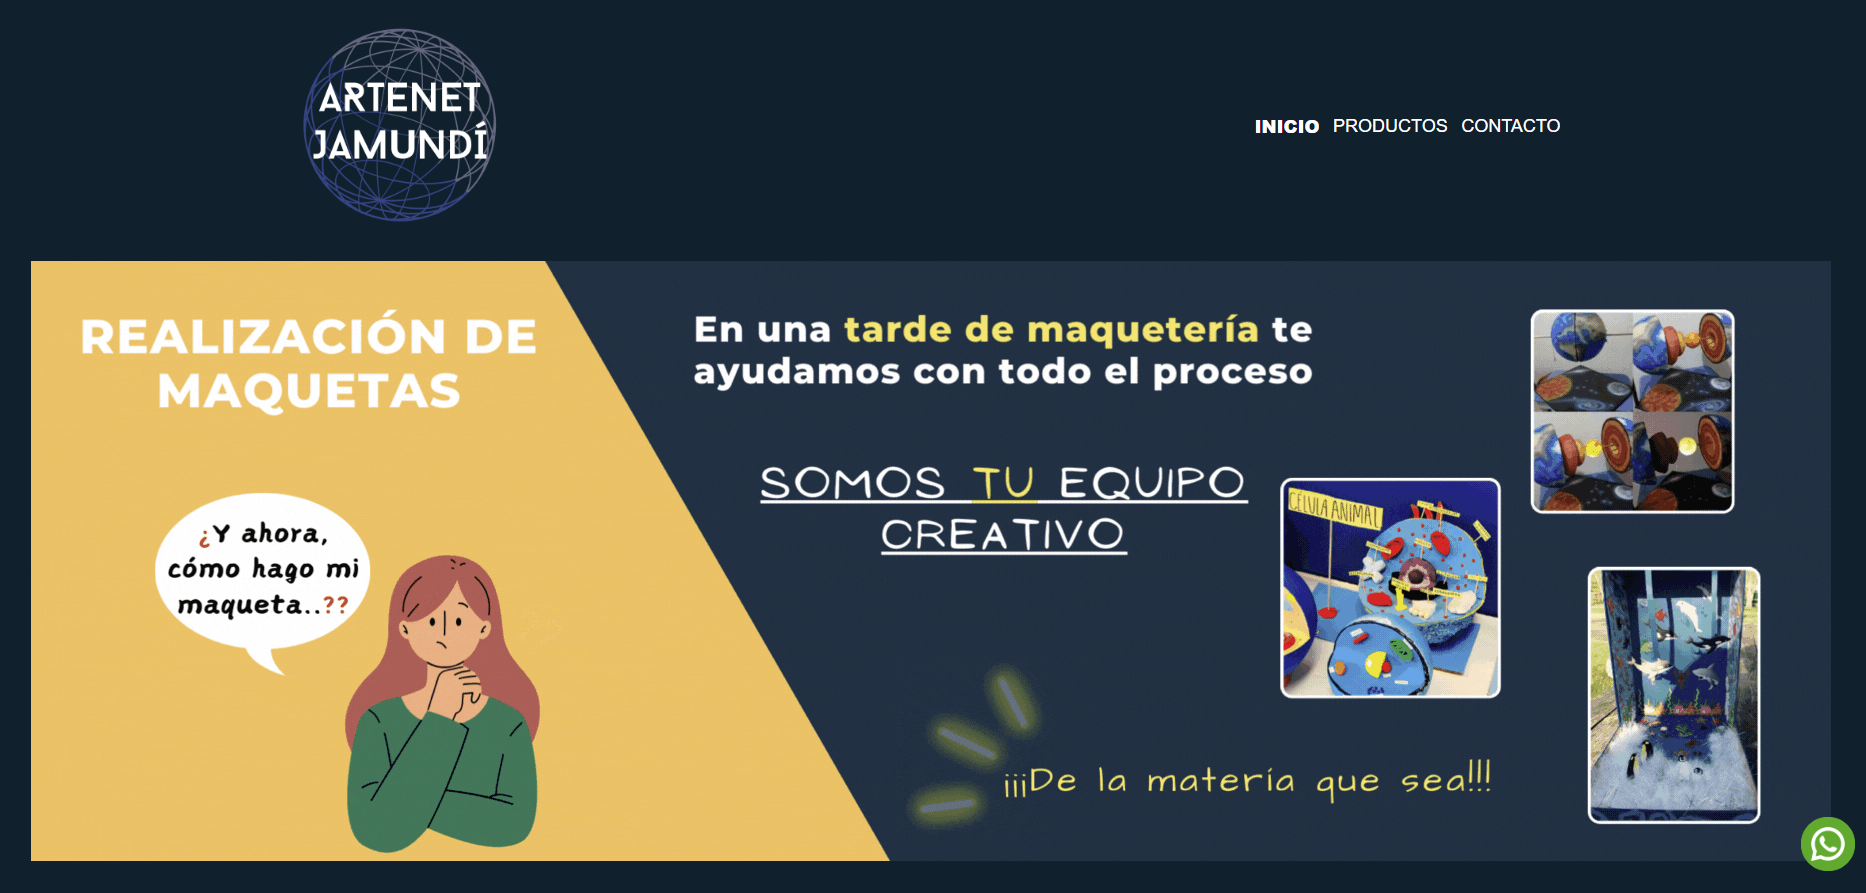 ARTENET
JAMUNDÍ
INICIO PRODUCTOS CONTACTO
REALIZACIÓN DE
MAQUETAS
¿Y ahora,
cómo hago mi
maqueta..??
En una tarde de maquetería te
ayudamos con todo el proceso
SOMOS TU EQUIPO
CREATIVO
CÉLULA ANIMAL
¡¡¡De la materia que sea!!!